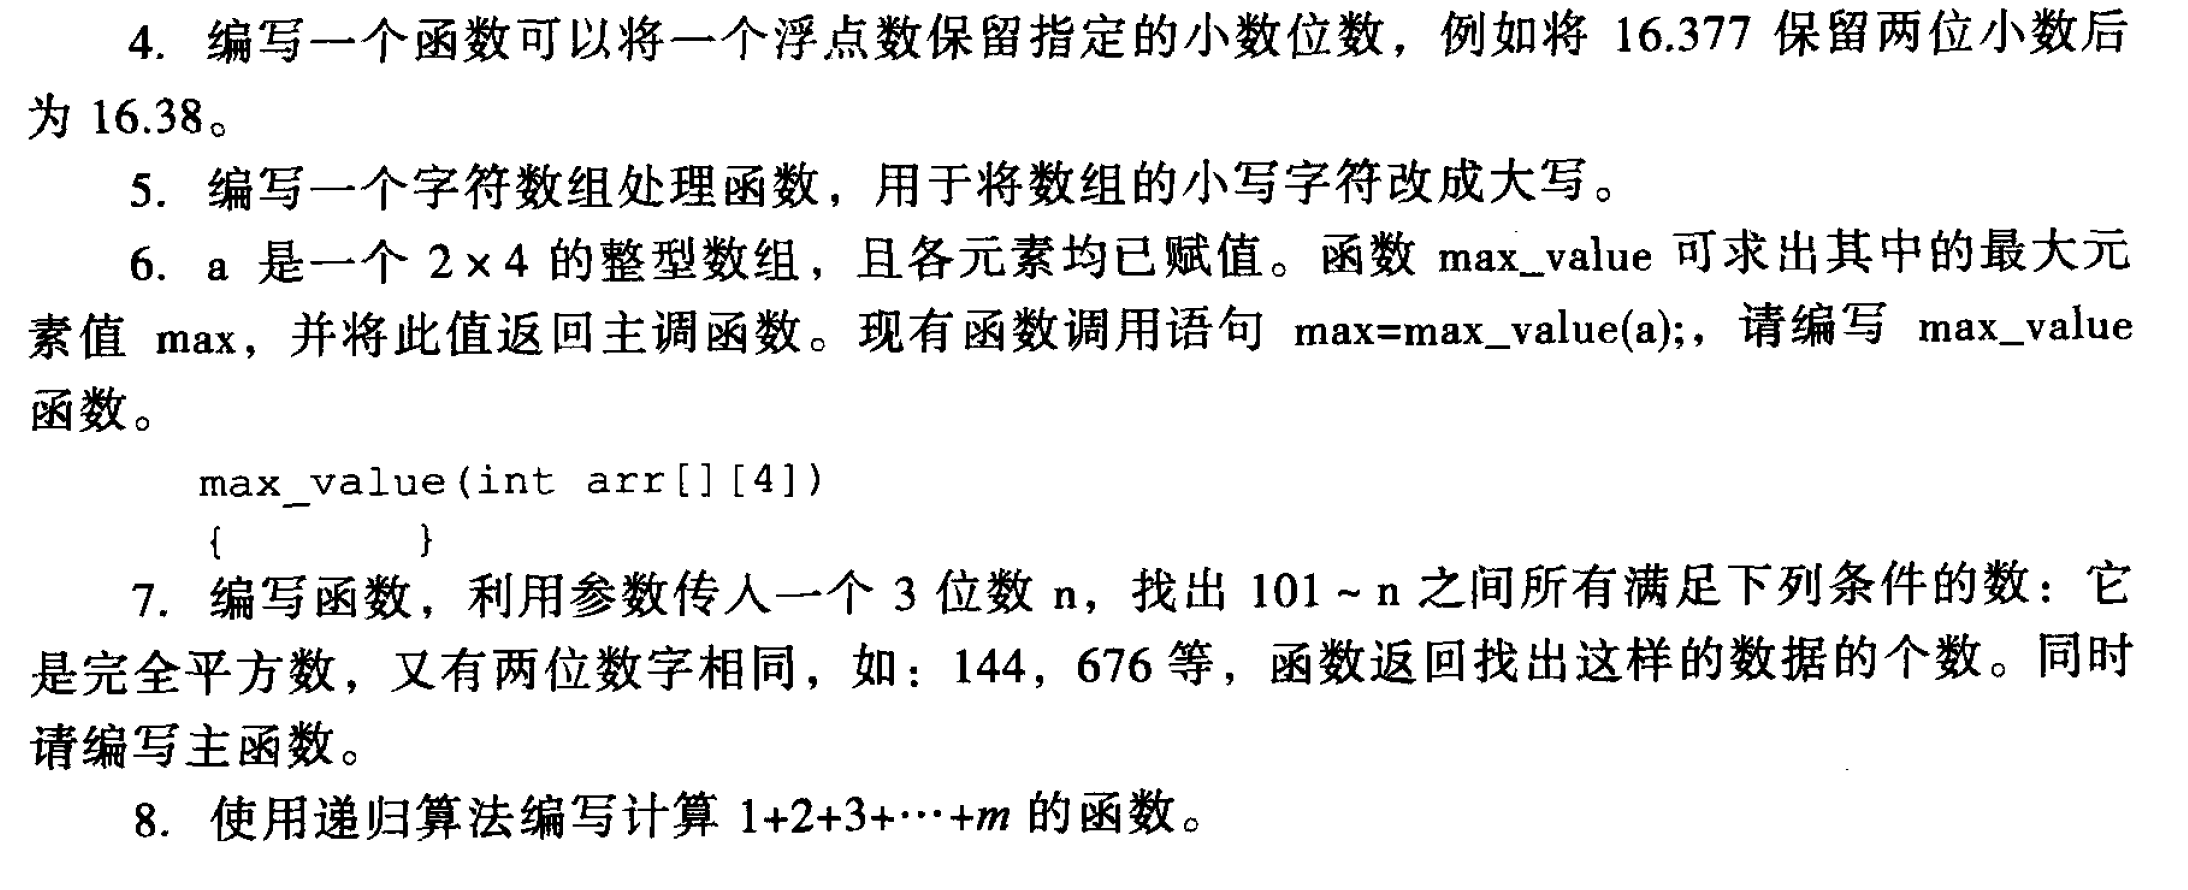 4. 编写一个函数可以将一个浮点数保留指定的小数位数，例如将 16.377 保留两位小数后
为 16.38。
5. 编写一个字符数组处理函数，用于将数组的小写字符改成大写。
6. a 是一个 2×4 的整型数组，且各元素均已赋值。函数 max_value 可求出其中的最大元
素值 max，并将此值返回主调函数。现有函数调用语句 max=max_value(a);，请编写 max_value
函数。
max_value(int arr[][4])
{ }
7. 编写函数，利用参数传入一个 3 位数 n，找出 101 ~ n 之间所有满足下列条件的数：它
是完全平方数，又有两位数字相同，如：144，676 等，函数返回找出这样的数据的个数。同时
请编写主函数。
8. 使用递归算法编写计算 1+2+3+…+m 的函数。